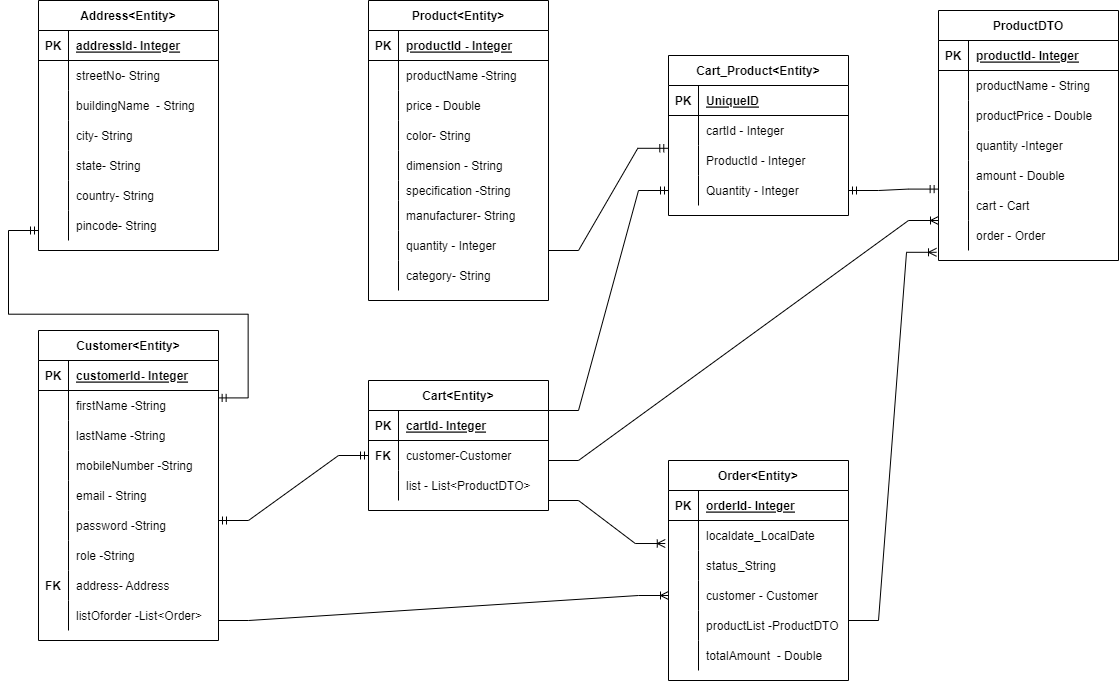 Address<Entity>
PK addressId- Integer
streetNo- String
buildingName - String
city- String
state- String
country- String
pincode- String
Product<Entity>
PK productId - Integer
productName -String
price - Double
color- String
dimension - String
specification -String
manufacturer- String
quantity - Integer
category- String
Cart_Product<Entity>
PK UniqueID
cartId - Integer
ProductId - Integer
Quantity - Integer
ProductDTO
PK productId- Integer
productName - String
productPrice - Double
quantity -Integer
amount - Double
cart - Cart
order - Order
Customer<Entity>
PK customerId- Integer
firstName -String
lastName -String
mobileNumber -String
email - String
password -String
role -String
FK address- Address
listOforder -List<Order>
Cart<Entity>
PK cartId- Integer
FK customer-Customer
list - List<ProductDTO>
Order<Entity>
PK orderId- Integer
localdate_LocalDate
status_String
customer - Customer
productList -ProductDTO
totalAmount - Double